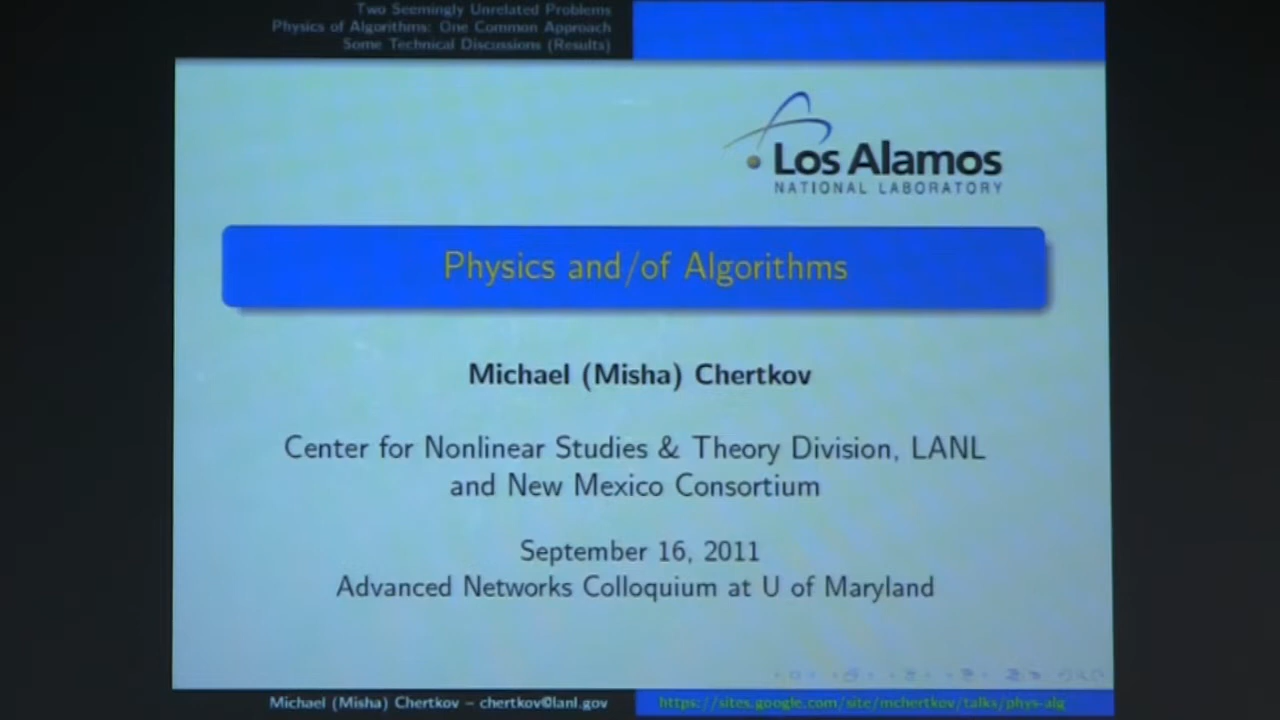 Two Seemingly Unrelated Problems
Physics of Algorithms: One Common Approach
Some Technical Discussions (Results)
Los Alamos
NATIONAL LABORATORY
Physics and/of Algorithms
Michael (Misha) Chertkov
Center for Nonlinear Studies & Theory Division, LANL
and New Mexico Consortium
September 16, 2011
Advanced Networks Colloquium at U of Maryland
Michael (Misha) Chertkov – chertkov@lanl.gov
https://sites.google.com/site/mchertkov/talks/phys-alg